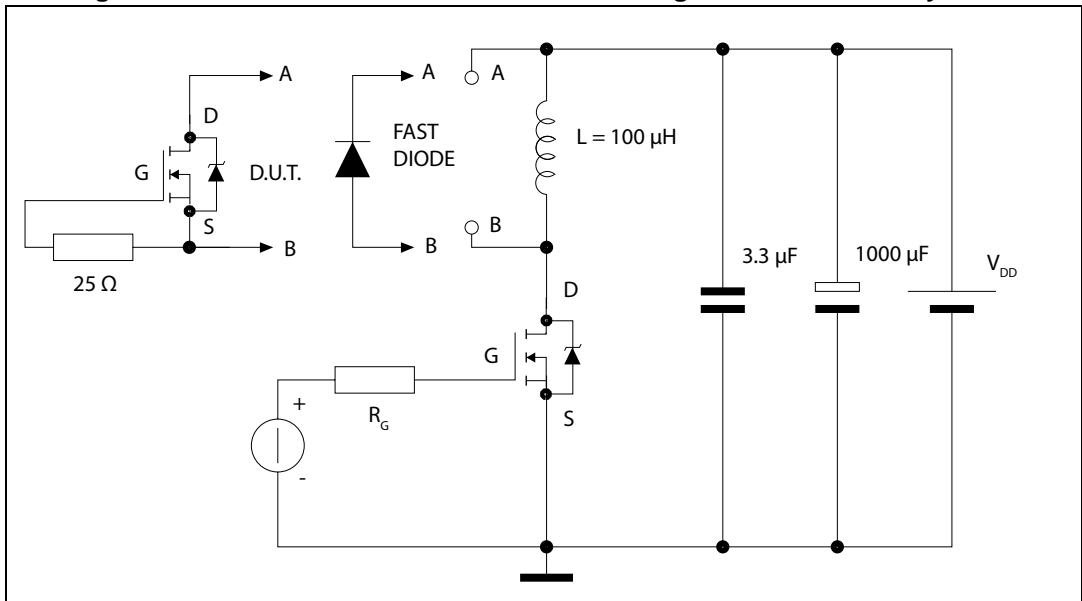 A
A
A
D
FAST
DIODE
L = 100 µH
G
D.U.T.
S
B
B
B
25 Ω
3.3 µF
1000 µF
V_DD
D
G
+
R_G
S
-